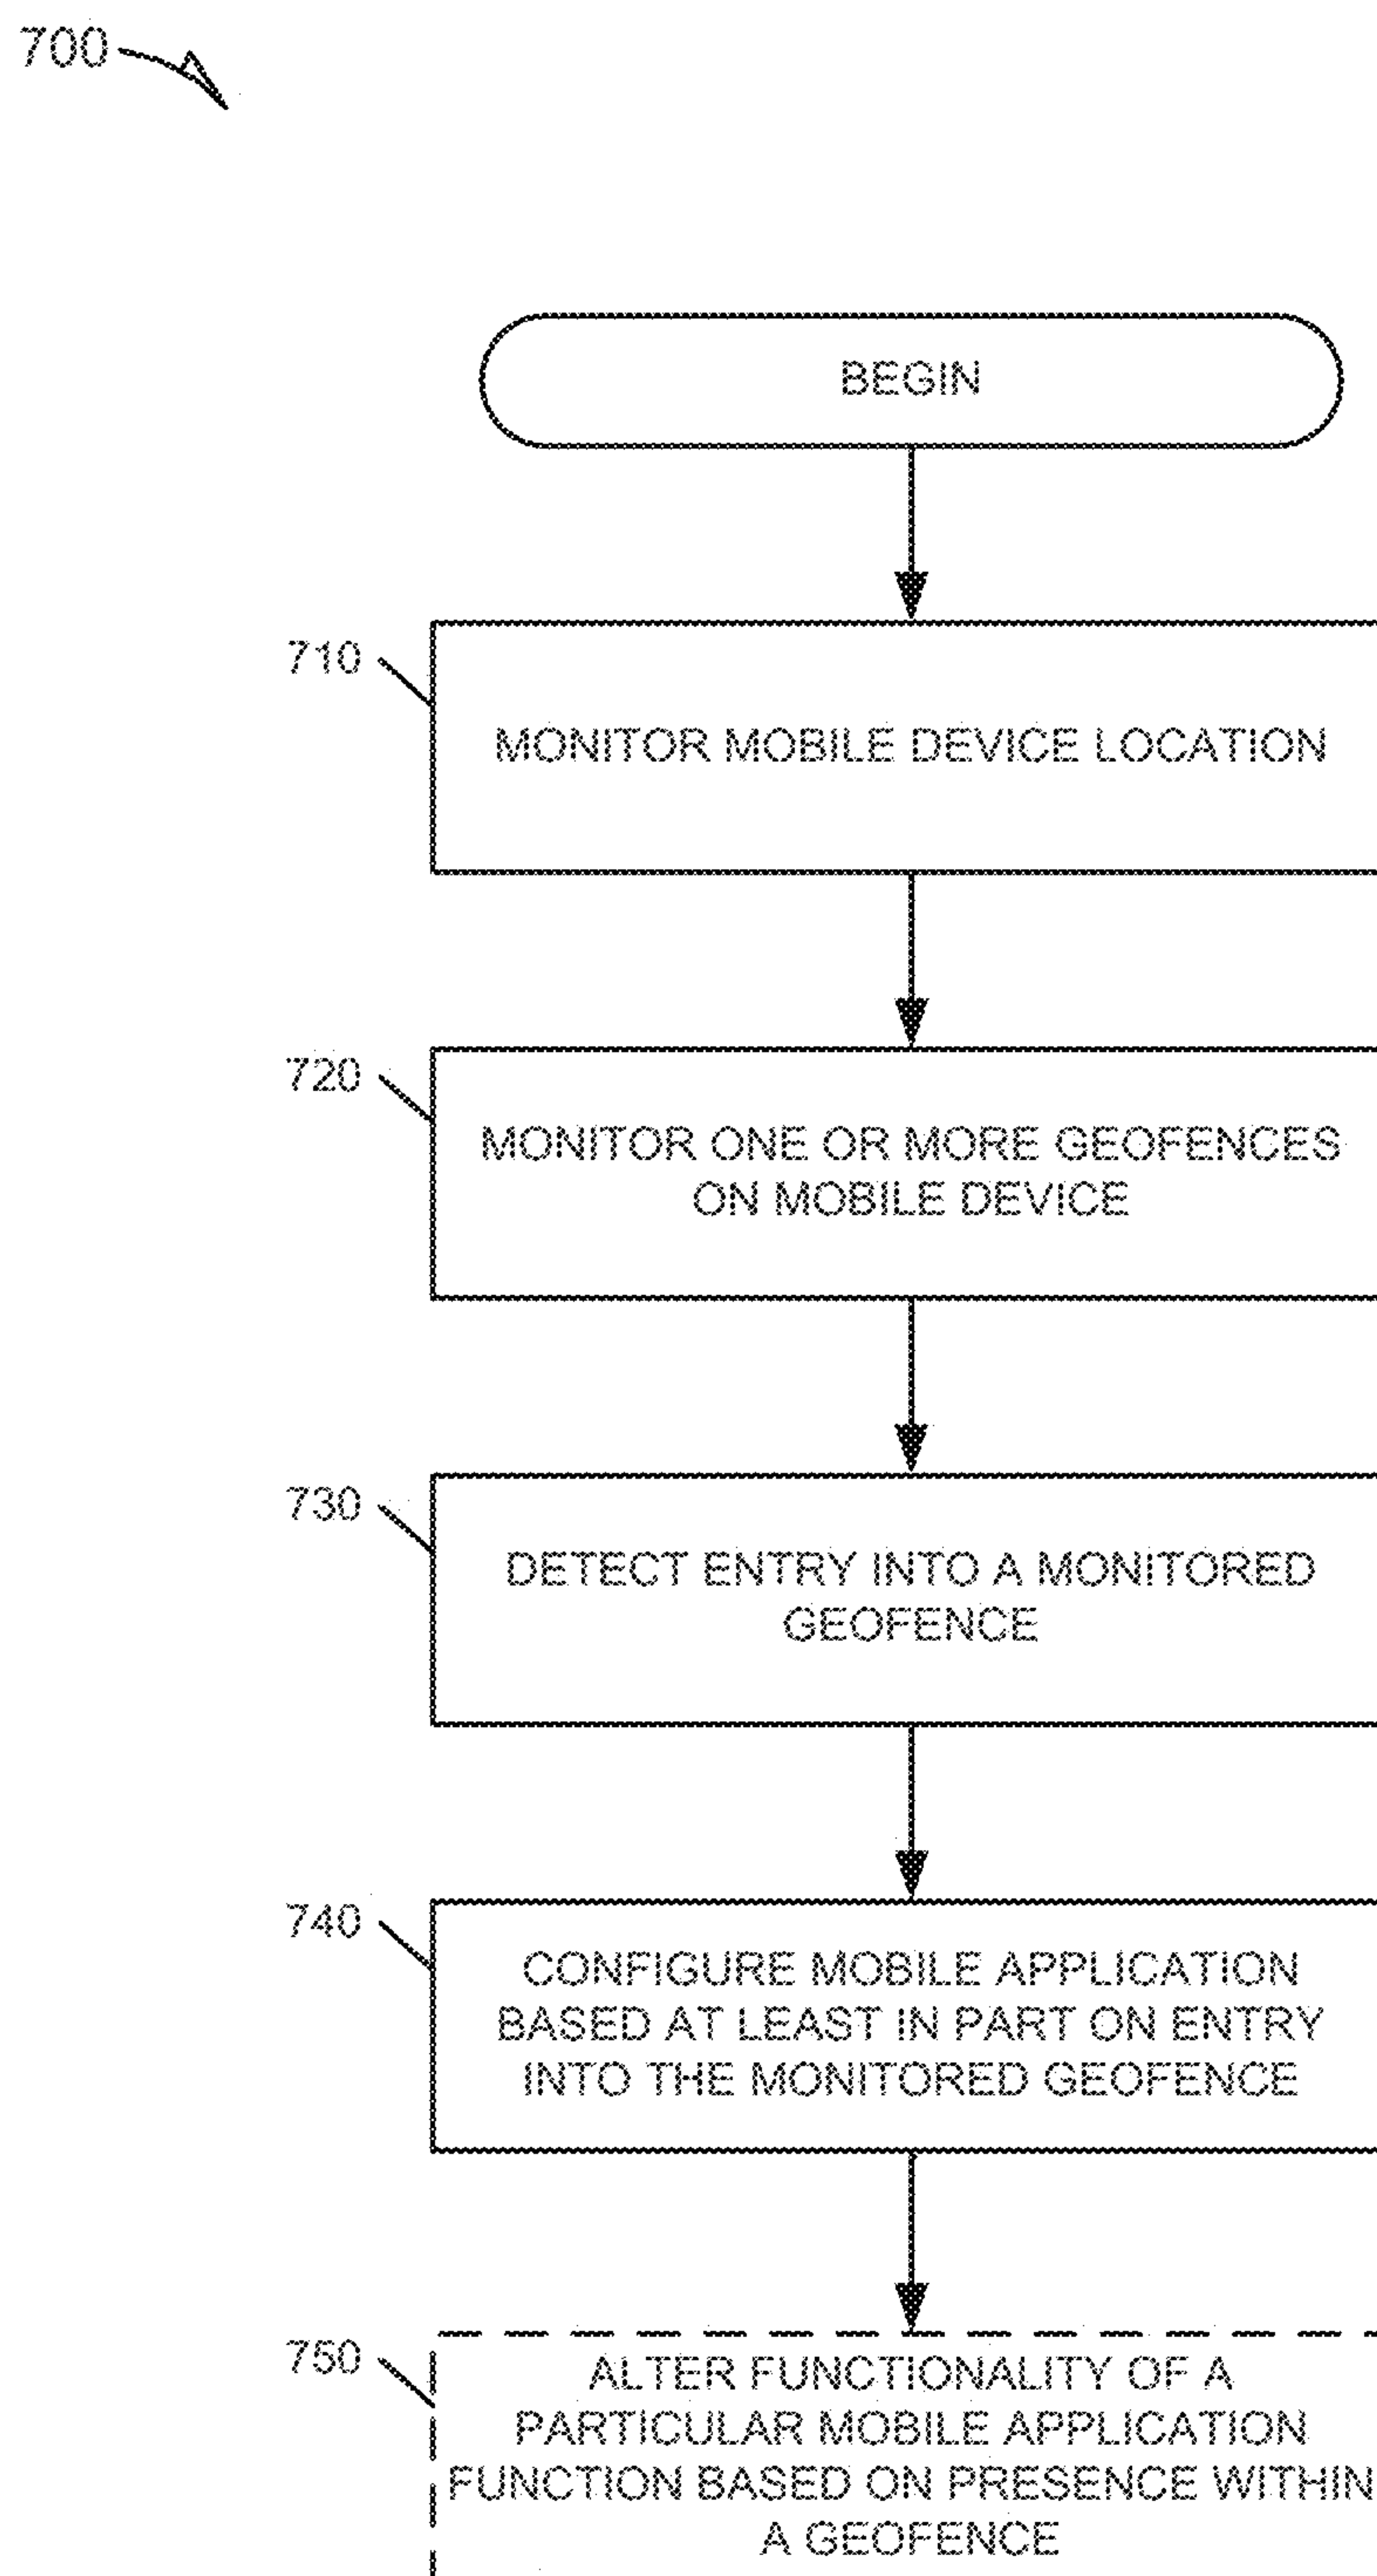 700
BEGIN
710
MONITOR MOBILE DEVICE LOCATION
720
MONITOR ONE OR MORE GEOFENCES
ON MOBILE DEVICE
730
DETECT ENTRY INTO A MONITORED
GEOFENCE
740
CONFIGURE MOBILE APPLICATION
BASED AT LEAST IN PART ON ENTRY
INTO THE MONITORED GEOFENCE
750
ALTER FUNCTIONALITY OF A
PARTICULAR MOBILE APPLICATION
FUNCTION BASED ON PRESENCE WITHIN
A GEOFENCE